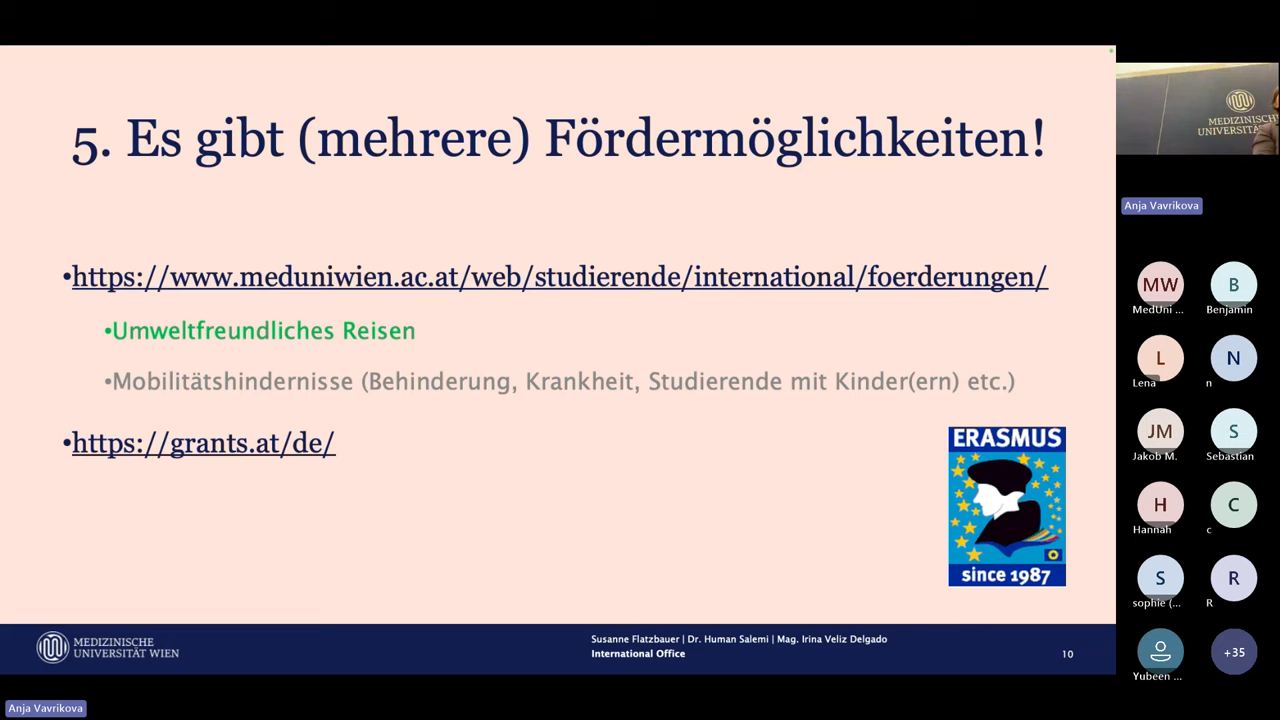 5. Es gibt (mehrere) Fördermöglichkeiten!
•https://www.meduniwien.ac.at/web/studierende/international/foerderungen/
•Umweltfreundliches Reisen
•Mobilitätshindernisse (Behinderung, Krankheit, Studierende mit Kinder(ern) etc.)
•https://grants.at/de/
ERASMUS
since 1987
MEDIZINISCHE
UNIVERSITÄT WIEN
Susanne Flatzbauer | Dr. Human Salemi | Mag. Irina Veliz Delgado
International Office
10
Anja Vavrikova
MEDIZINISCH
UNIVERSITÄ
Anja Vavrikova
MW
MedUni ...
B
Benjamin
L
Lena
N
n
JM
Jakob M.
S
Sebastian
H
Hannah
C
c
S
sophie (...
R
R
Yubeen ...
+35